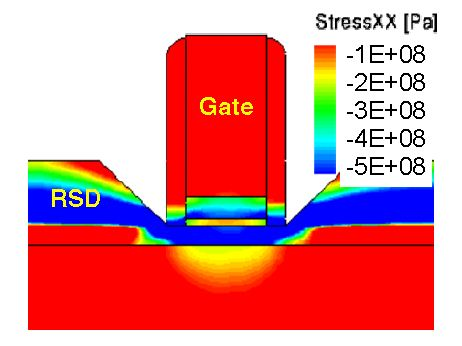 StressXX [Pa]
-1E+08
-2E+08
-3E+08
-4E+08
-5E+08
Gate
RSD